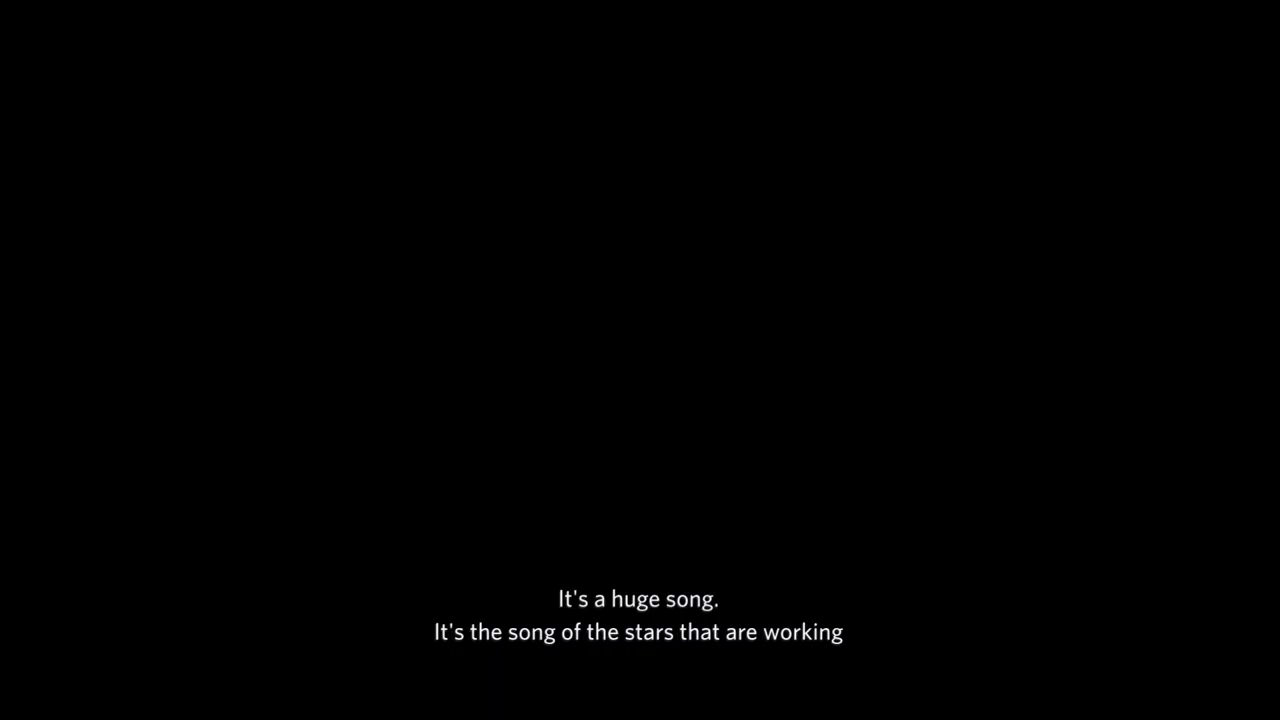 It's a huge song.
It's the song of the stars that are working